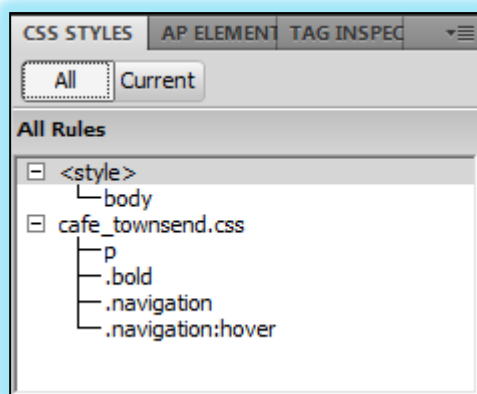 CSS STYLES AP ELEMENT TAG INSPEC
All Current
All Rules
<style>
body
cafe_townsend.css
p
.bold
.navigation
.navigation:hover